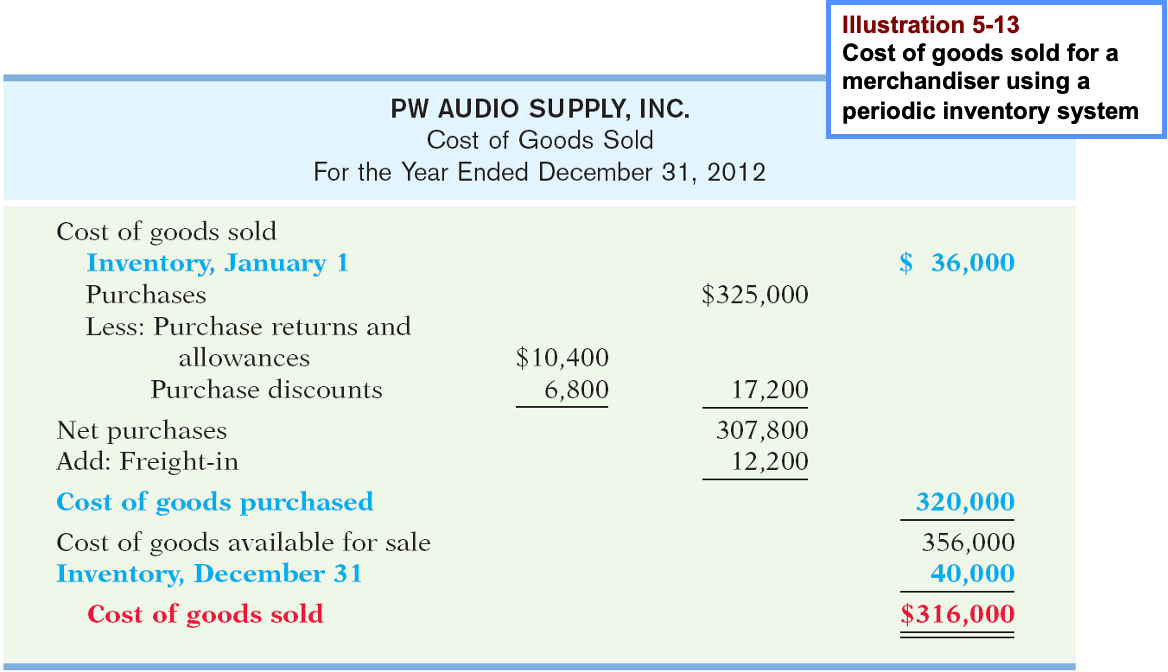 Illustration 5-13
Cost of goods sold for a
merchandiser using a
periodic inventory system
PW AUDIO SUPPLY, INC.
Cost of Goods Sold
For the Year Ended December 31, 2012
Cost of goods sold
Inventory, January 1 $ 36,000
Purchases $325,000
Less: Purchase returns and
allowances $10,400
Purchase discounts 6,800 17,200
Net purchases 307,800
Add: Freight-in 12,200
Cost of goods purchased 320,000
Cost of goods available for sale 356,000
Inventory, December 31 40,000
Cost of goods sold $316,000